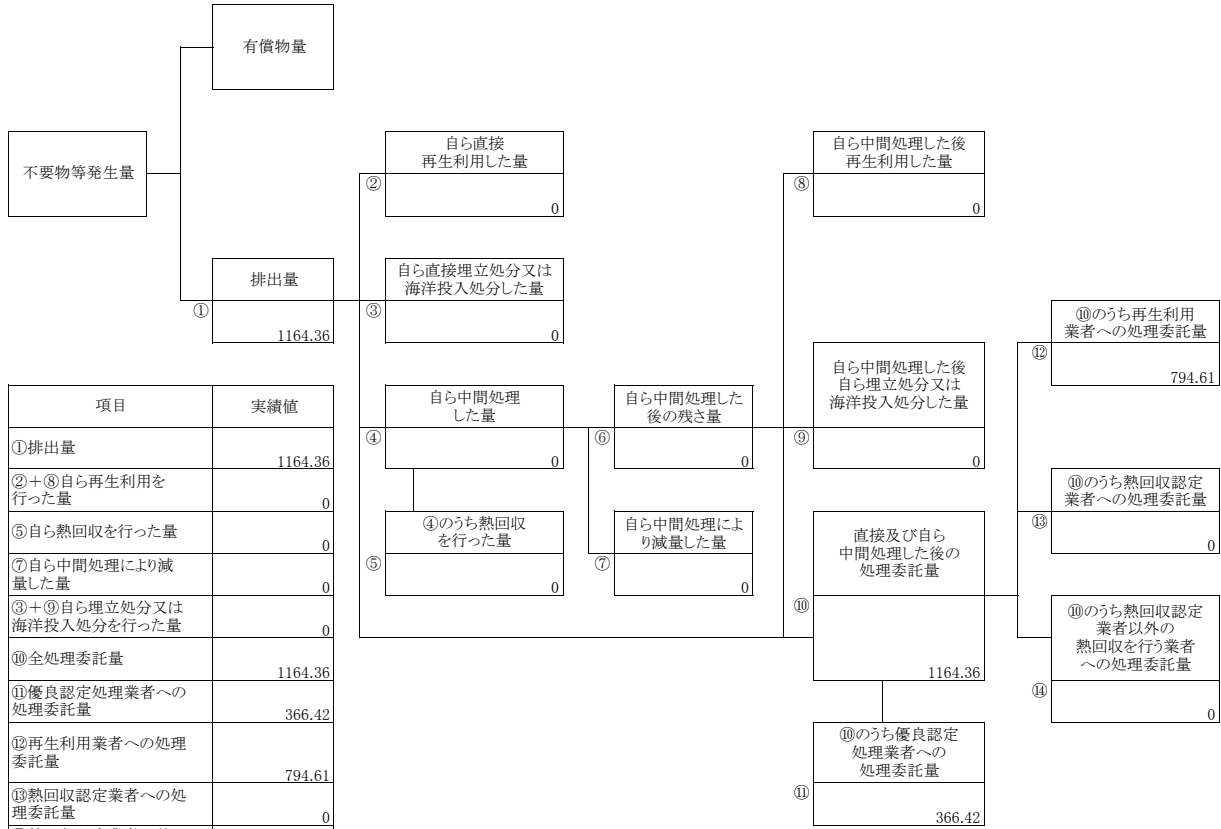 有償物量
不要物等発生量
自ら直接
再生利用した量
②
0
自ら中間処理した後
再生利用した量
⑧
0
排出量
①
1164.36
自ら直接埋立処分又は
海洋投入処分した量
③
0
⑩のうち再生利用
業者への処理委託量
⑫
794.61
自ら中間処理
した量
④
0
自ら中間処理した
後の残さ量
⑥
0
自ら中間処理した後
自ら埋立処分又は
海洋投入処分した量
⑨
0
⑩のうち熱回収認定
業者への処理委託量
⑬
0
④のうち熱回収
を行った量
⑤
0
自ら中間処理によ
り減量した量
⑦
0
直接及び自ら
中間処理した後の
処理委託量
⑩
1164.36
⑩のうち熱回収認定
業者以外の
熱回収を行う業者
への処理委託量
⑭
0
⑩のうち優良認定
処理業者への
処理委託量
⑪
366.42
項目 実績値
①排出量
1164.36
②+⑧自ら再生利用を
行った量
0
⑤自ら熱回収を行った量
0
⑦自ら中間処理により減
量した量
0
③+⑨自ら埋立処分又は
海洋投入処分を行った量
0
⑩全処理委託量
1164.36
⑪優良認定処理業者への
処理委託量
366.42
⑫再生利用業者への処理
委託量
794.61
⑬熱回収認定業者への処
理委託量
0